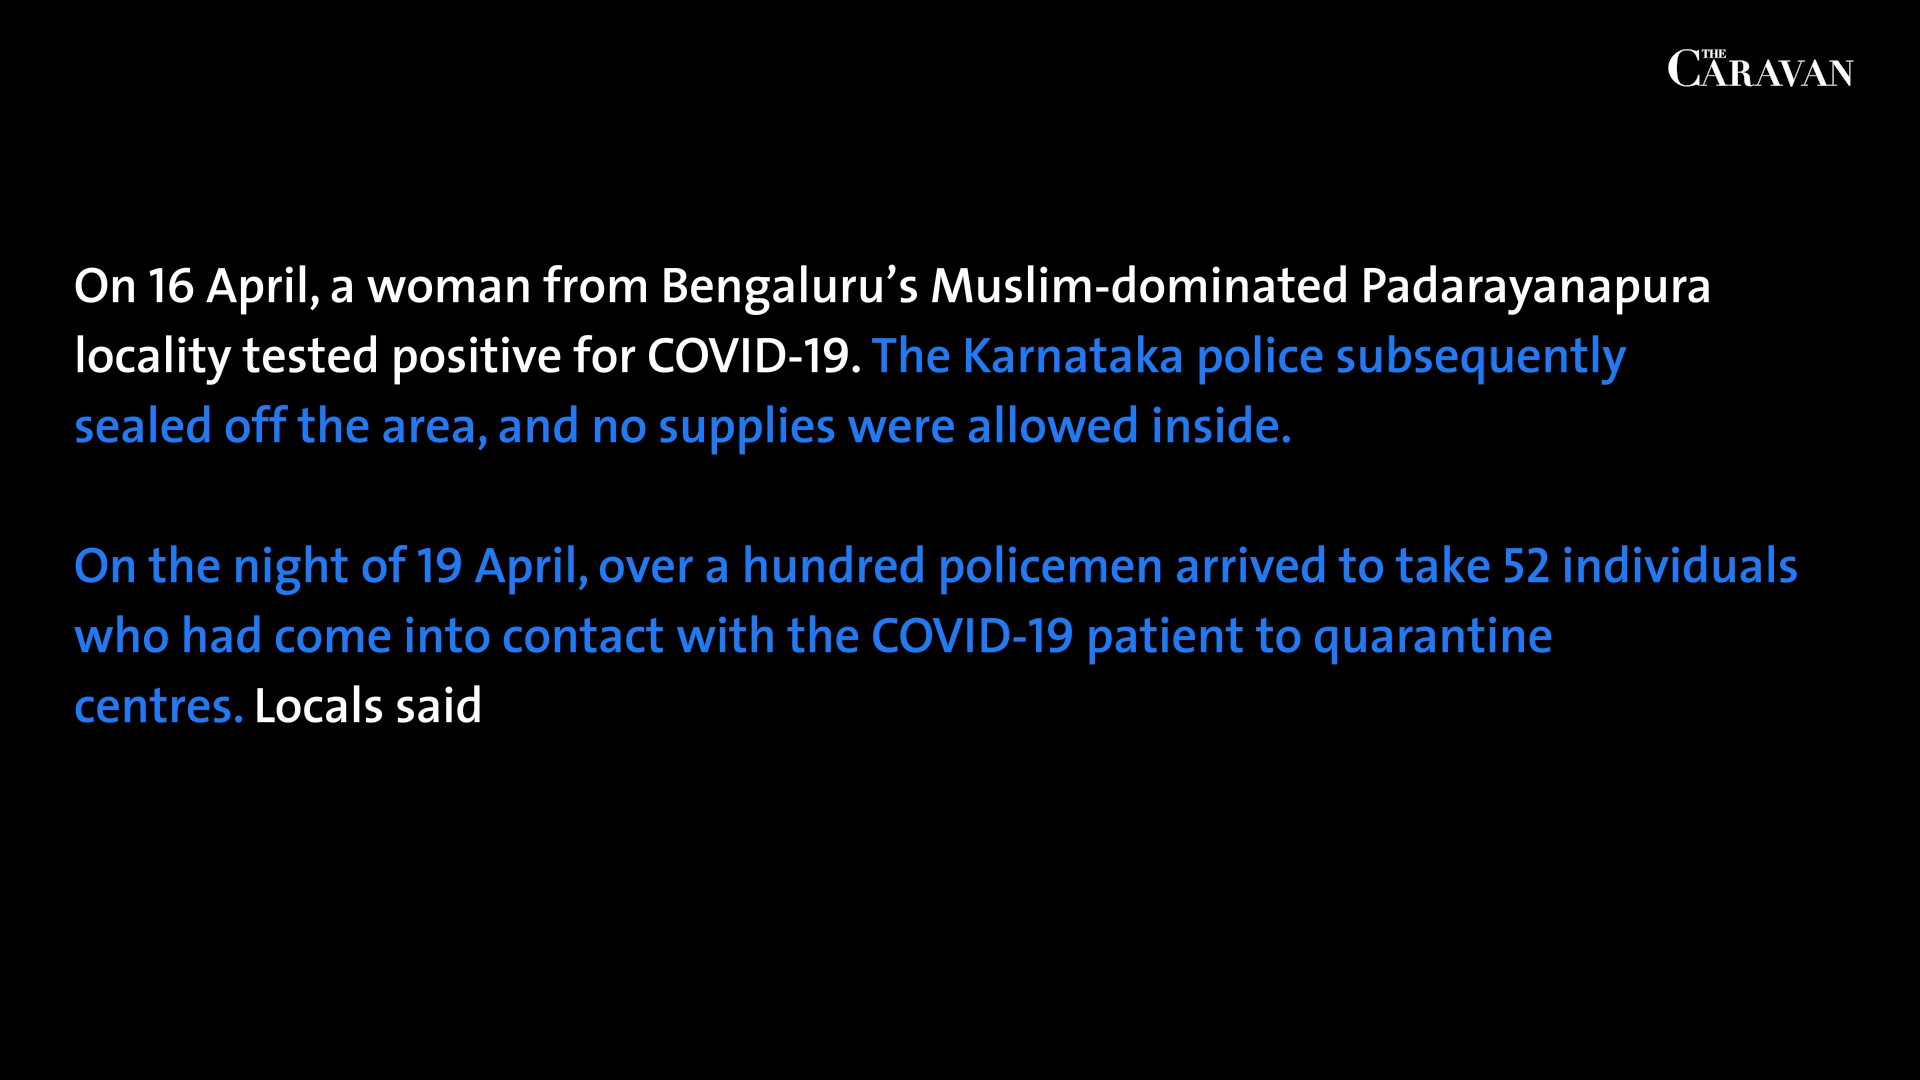 THE CARAVAN
On 16 April, a woman from Bengaluru’s Muslim-dominated Padarayanapura
locality tested positive for COVID-19. The Karnataka police subsequently
sealed off the area, and no supplies were allowed inside.
On the night of 19 April, over a hundred policemen arrived to take 52 individuals
who had come into contact with the COVID-19 patient to quarantine
centres. Locals said